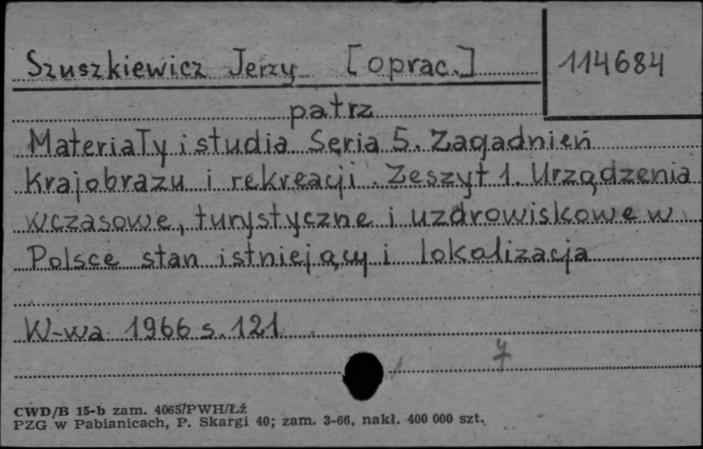 Szuszkiewicz Jerzy [oprac.] 114684
patrz
Materiały i studia Seria 5. Zagadnień
Krajobrazu i rekreacji. Zeszyt 1. Urządzenia
wczasowe, turystyczne i uzdrowiskowe w
Polsce stan istniejący i lokalizacja
W-wa 1966 s. 121
7
CWD/B 15-b zam. 4065/PWH/Łź
PZG w Pabianicach, P. Skargi 40; zam. 3-66, nakł. 400 000 szt.